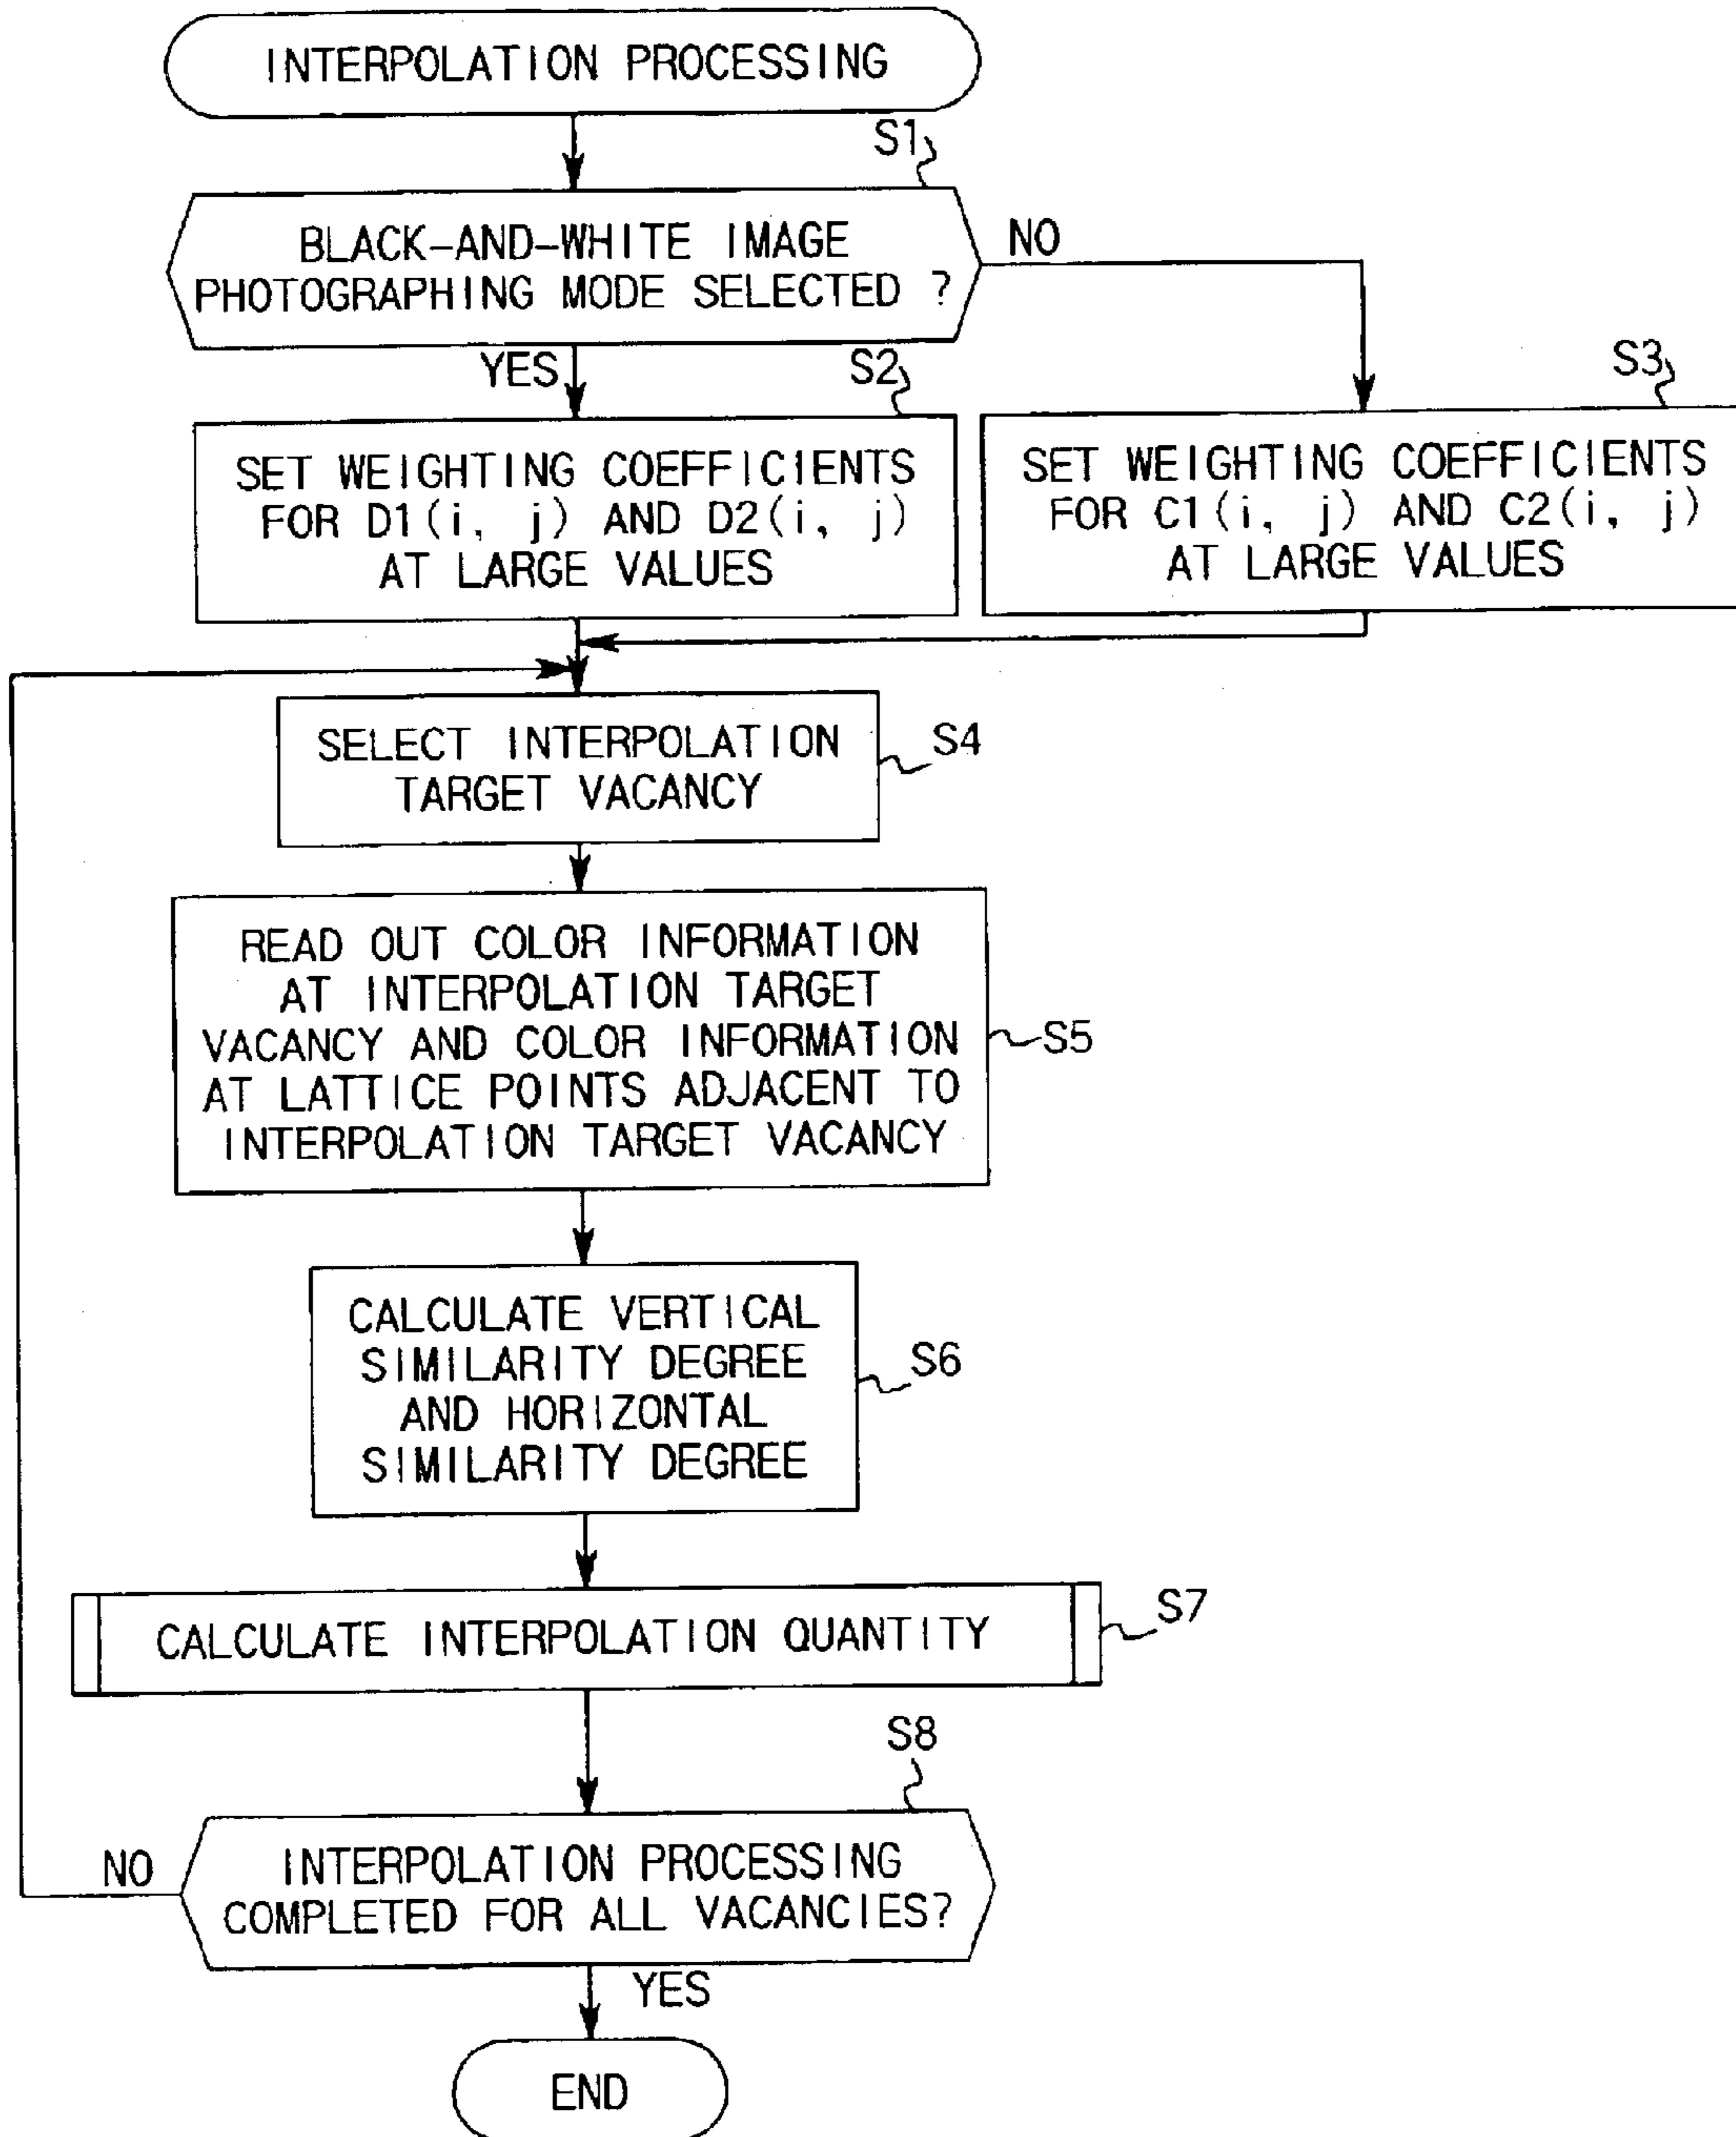 INTERPOLATION PROCESSING
S1
BLACK-AND-WHITE IMAGE
PHOTOGRAPHING MODE SELECTED ?
NO
YES
S2
S3
SET WEIGHTING COEFFICIENTS
FOR D1(i, j) AND D2(i, j)
AT LARGE VALUES
SET WEIGHTING COEFFICIENTS
FOR C1(i, j) AND C2(i, j)
AT LARGE VALUES
SELECT INTERPOLATION
TARGET VACANCY
S4
READ OUT COLOR INFORMATION
AT INTERPOLATION TARGET
VACANCY AND COLOR INFORMATION
AT LATTICE POINTS ADJACENT TO
INTERPOLATION TARGET VACANCY
S5
CALCULATE VERTICAL
SIMILARITY DEGREE
AND HORIZONTAL
SIMILARITY DEGREE
S6
CALCULATE INTERPOLATION QUANTITY
S7
S8
INTERPOLATION PROCESSING
COMPLETED FOR ALL VACANCIES?
NO
YES
END